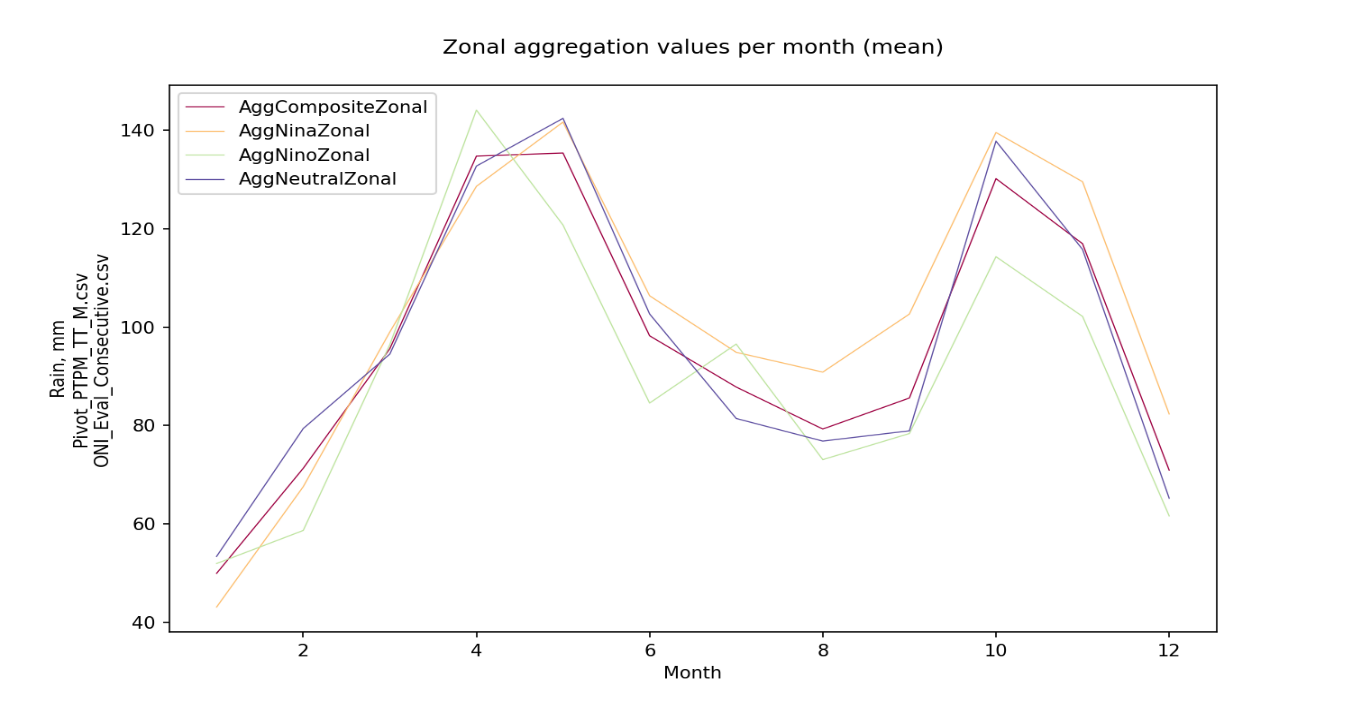 Zonal aggregation values per month (mean)
AggCompositeZonal
AggNinaZonal
AggNinoZonal
AggNeutralZonal
140
120
100
80
60
40
Rain, mm
Pivot_PTPM_TT_M.csv
ONI_Eval_Consecutive.csv
2
4
6
8
10
12
Month